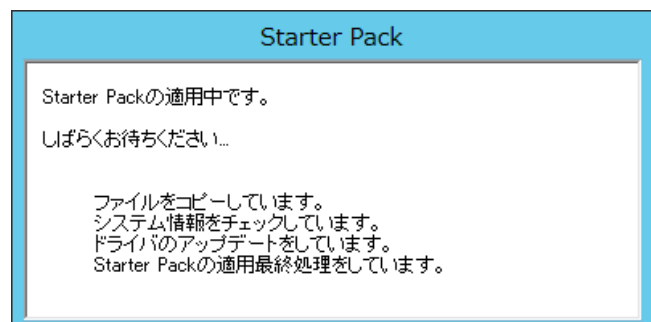 Starter Pack
Starter Packの適用中です。
しばらくお待ちください...
ファイルをコピーしています。
システム情報をチェックしています。
ドライバのアップデートをしています。
Starter Packの適用最終処理をしています。